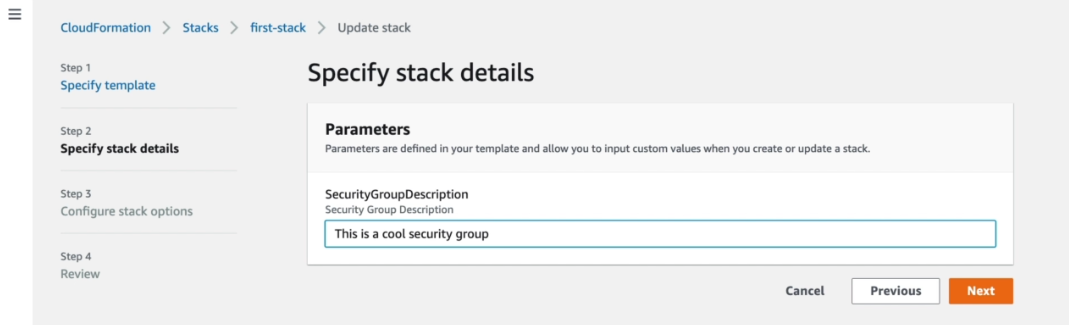 CloudFormation > Stacks > first-stack > Update stack
Step 1
Specify template
Step 2
Specify stack details
Step 3
Configure stack options
Step 4
Review
Specify stack details
Parameters
Parameters are defined in your template and allow you to input custom values when you create or update a stack.
SecurityGroupDescription
Security Group Description
This is a cool security group
Cancel Previous Next